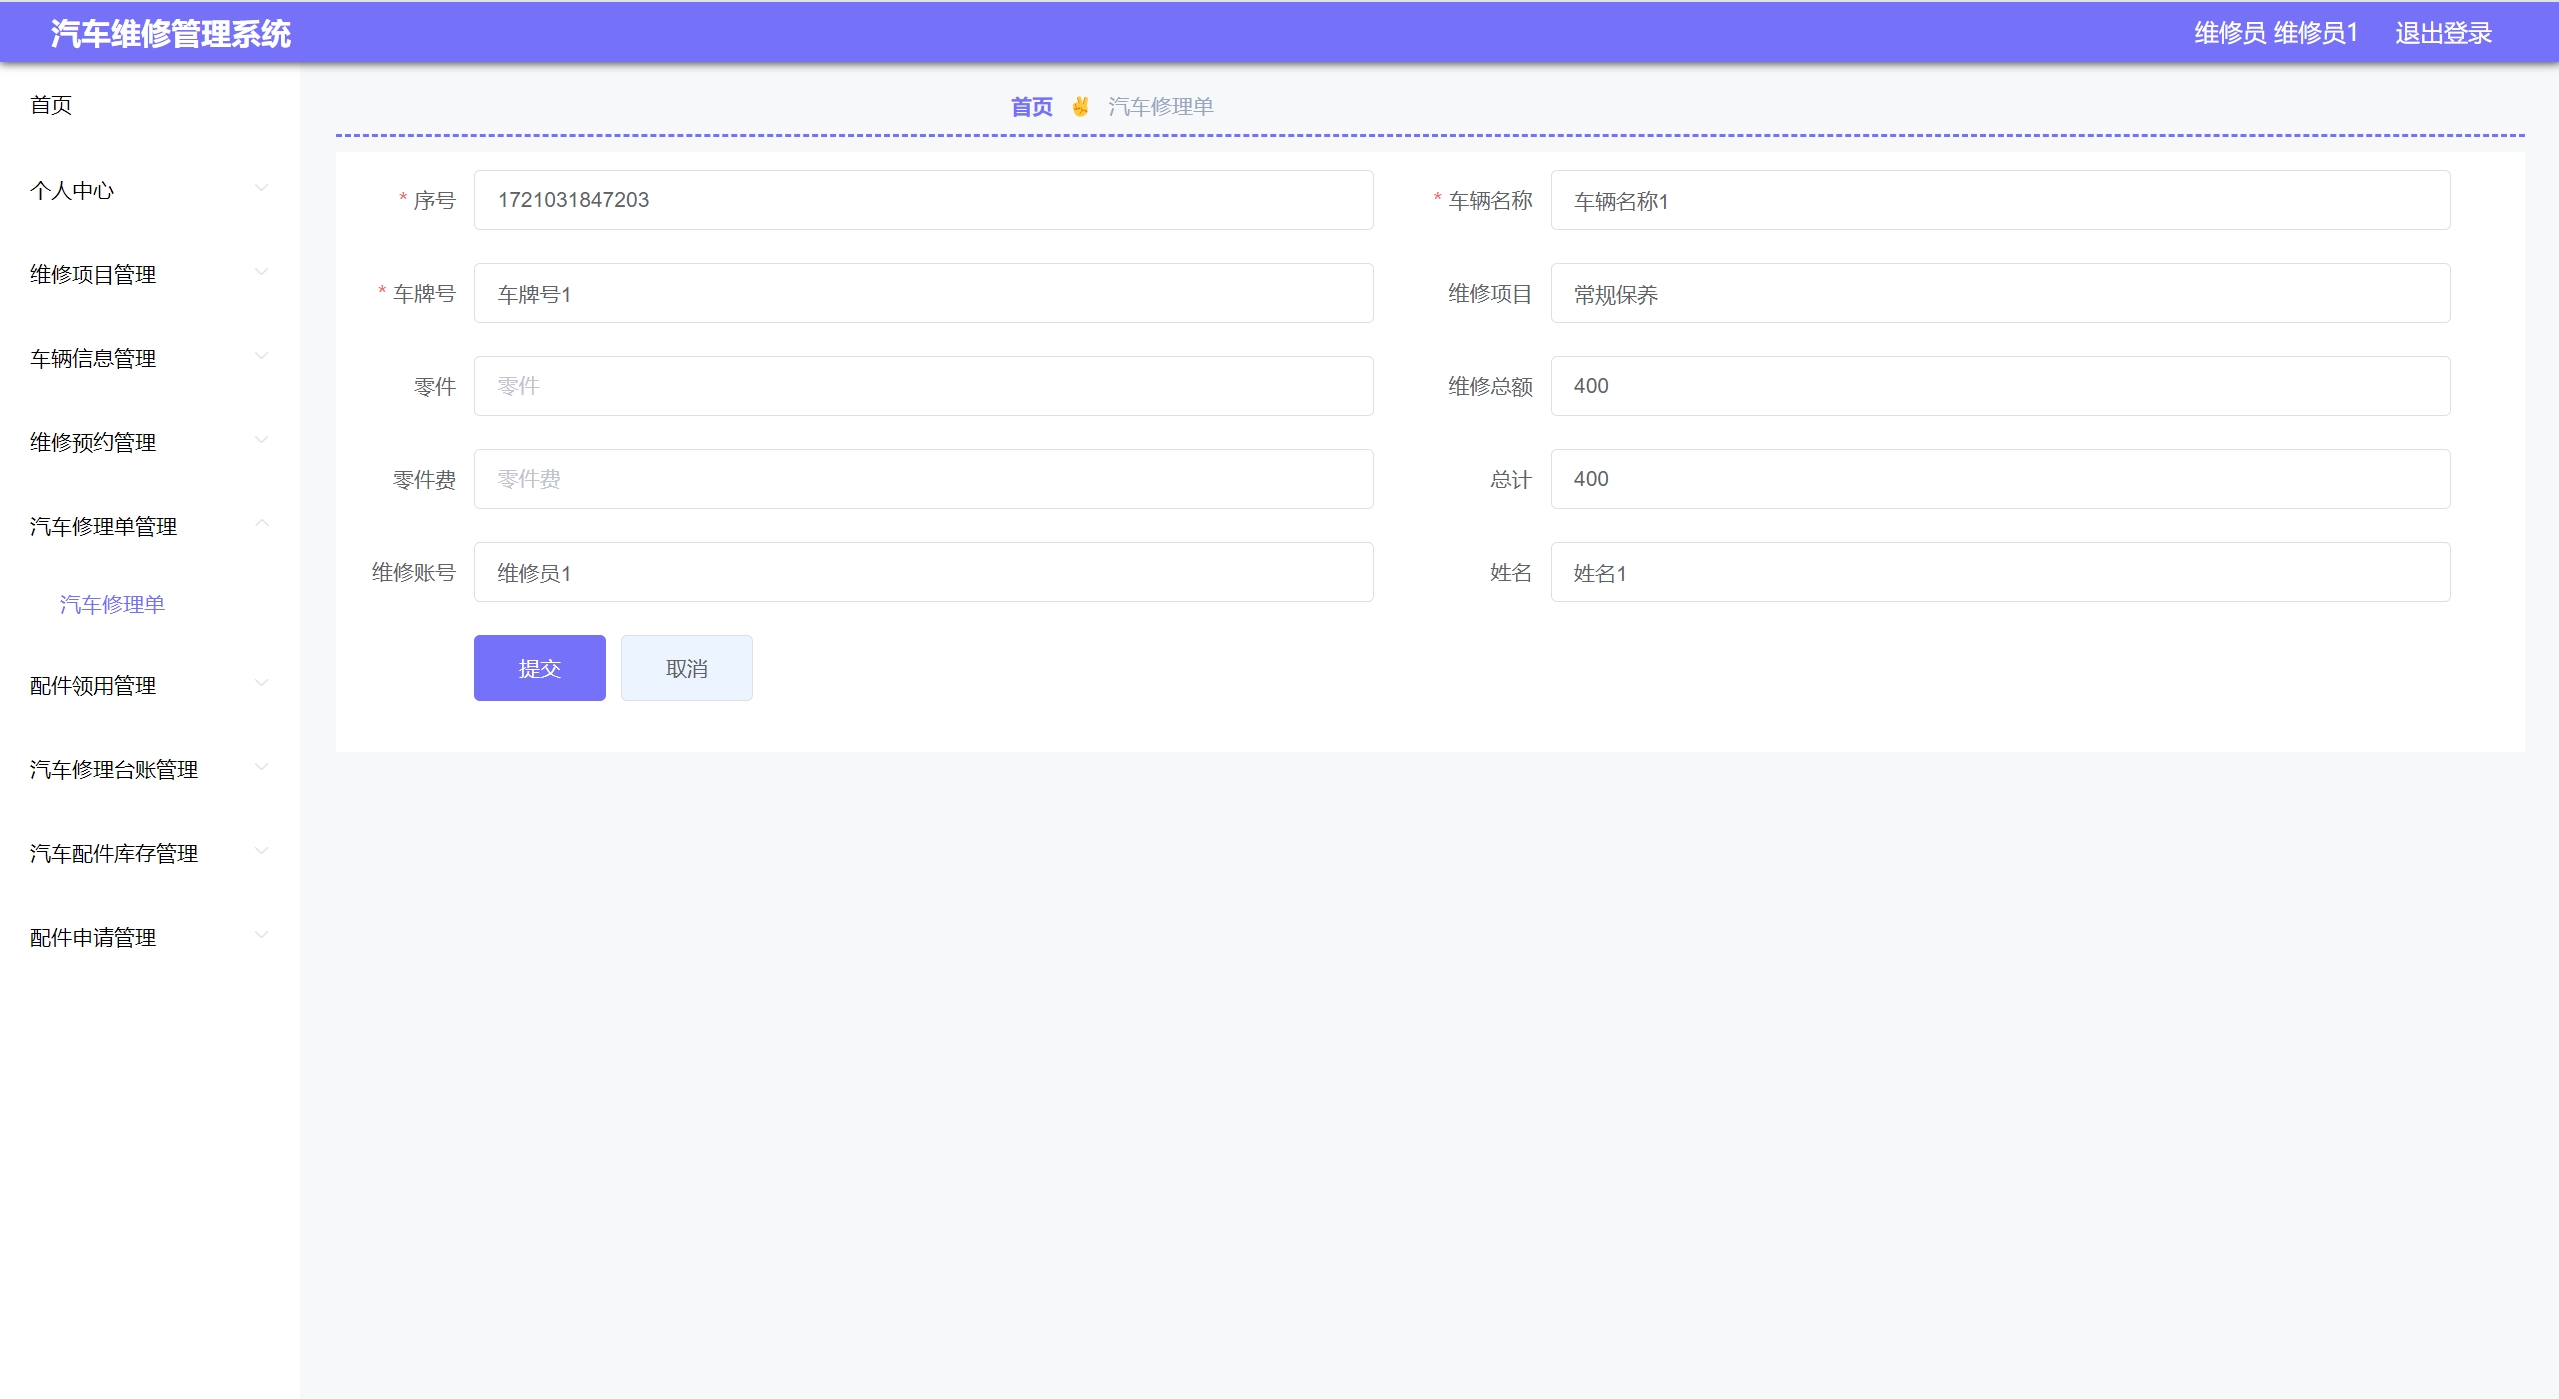 汽车维修管理系统
维修员 维修员1 退出登录
首页
个人中心
维修项目管理
车辆信息管理
维修预约管理
汽车修理单管理
汽车修理单
配件领用管理
汽车修理台账管理
汽车配件库存管理
配件申请管理
首页 ✌ 汽车修理单
* 序号 1721031847203
* 车辆名称 车辆名称1
* 车牌号 车牌号1
维修项目 常规保养
零件 零件
维修总额 400
零件费 零件费
总计 400
维修账号 维修员1
姓名 姓名1
提交 取消